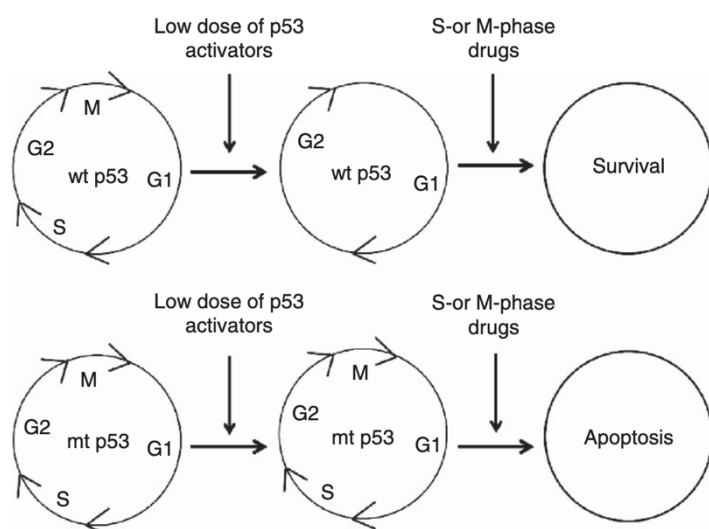 Low dose of p53
activators
S-or M-phase
drugs
M
G2
wt p53
G1
S
G2
wt p53
G1
Survival
Low dose of p53
activators
S-or M-phase
drugs
M
G2
mt p53
G1
S
M
G2
mt p53
G1
S
Apoptosis